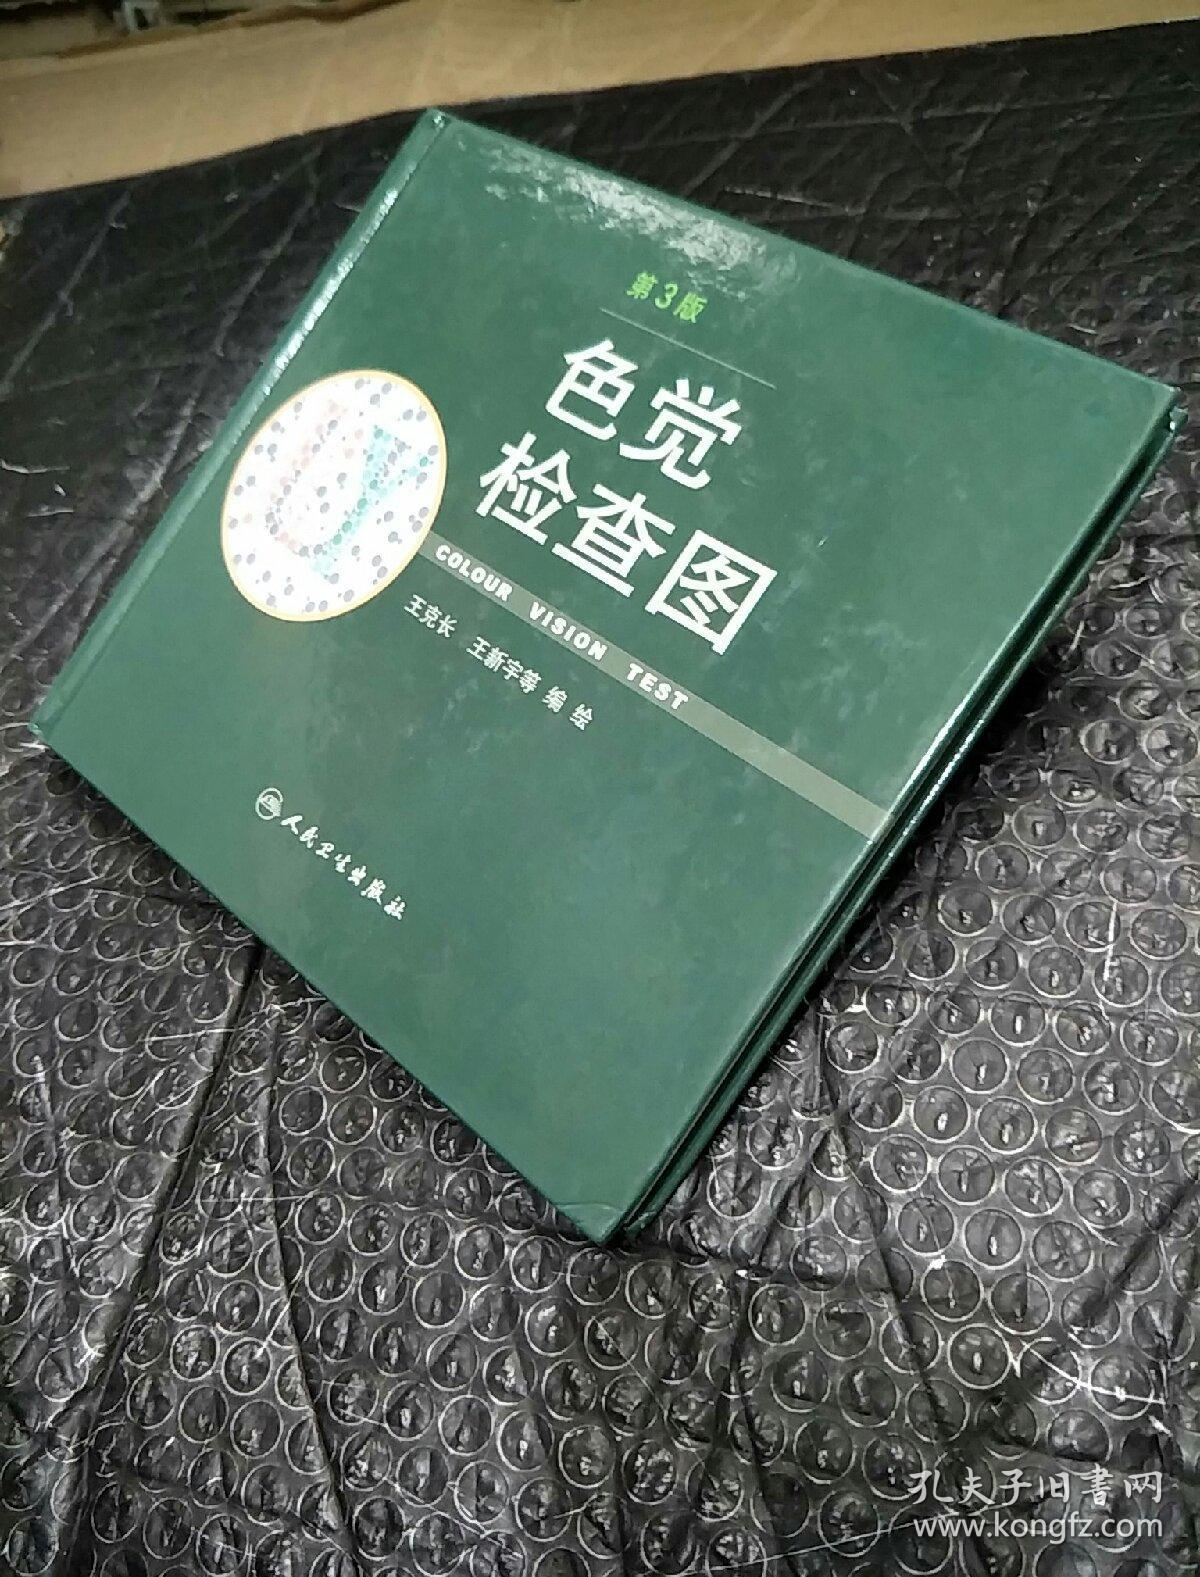 第3版
色觉
检查图
COLOUR VISION TEST
王克长 王新宇等 编 绘
人民卫生出版社
孔夫子旧書网
www.kongfz.com